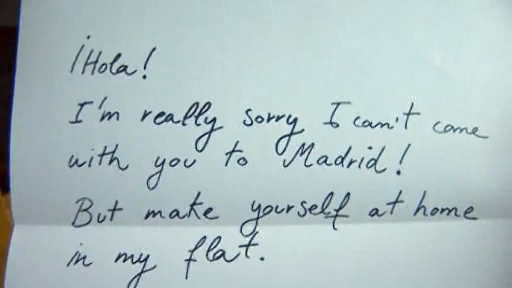 ¡Hola!
I'm really sorry I can't come
with you to Madrid!
But make yourself at home
in my flat.